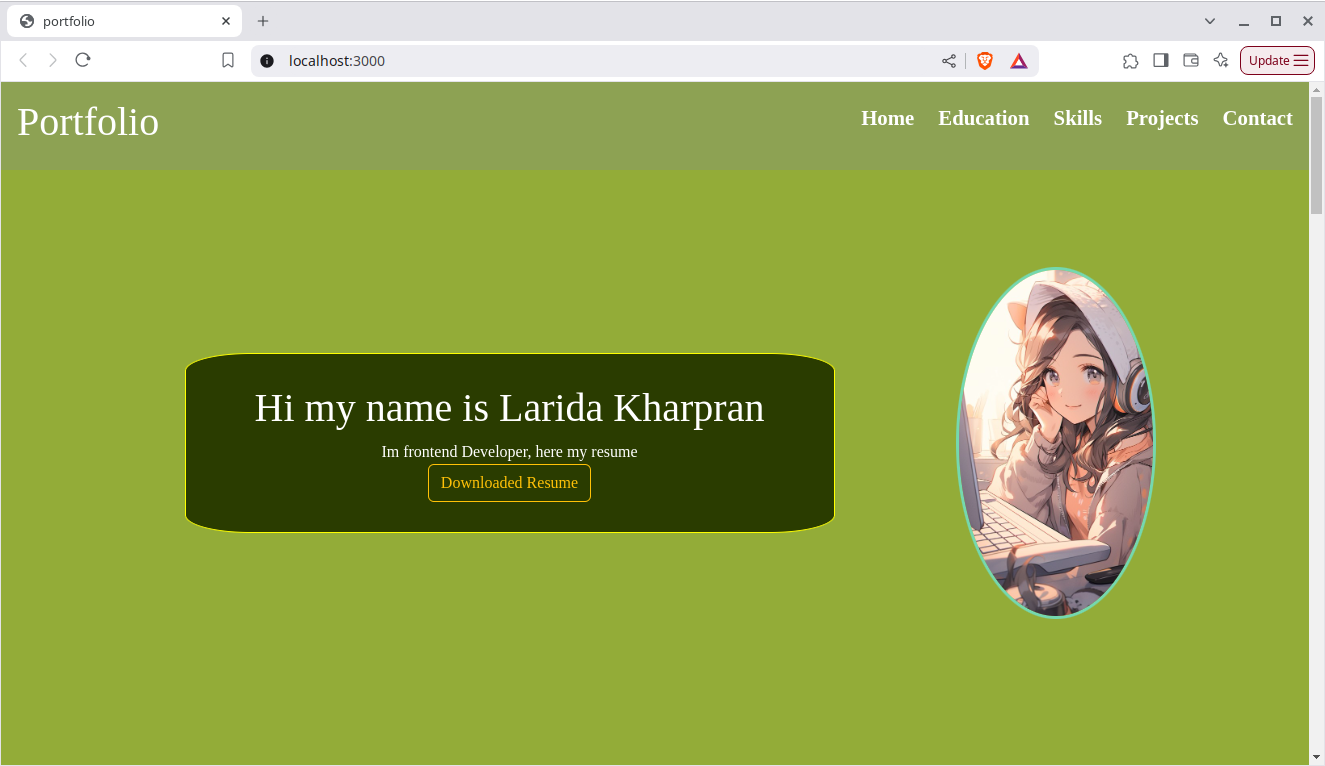 portfolio
localhost:3000
Update
Portfolio
Home Education Skills Projects Contact
Hi my name is Larida Kharpran
Im frontend Developer, here my resume
Downloaded Resume